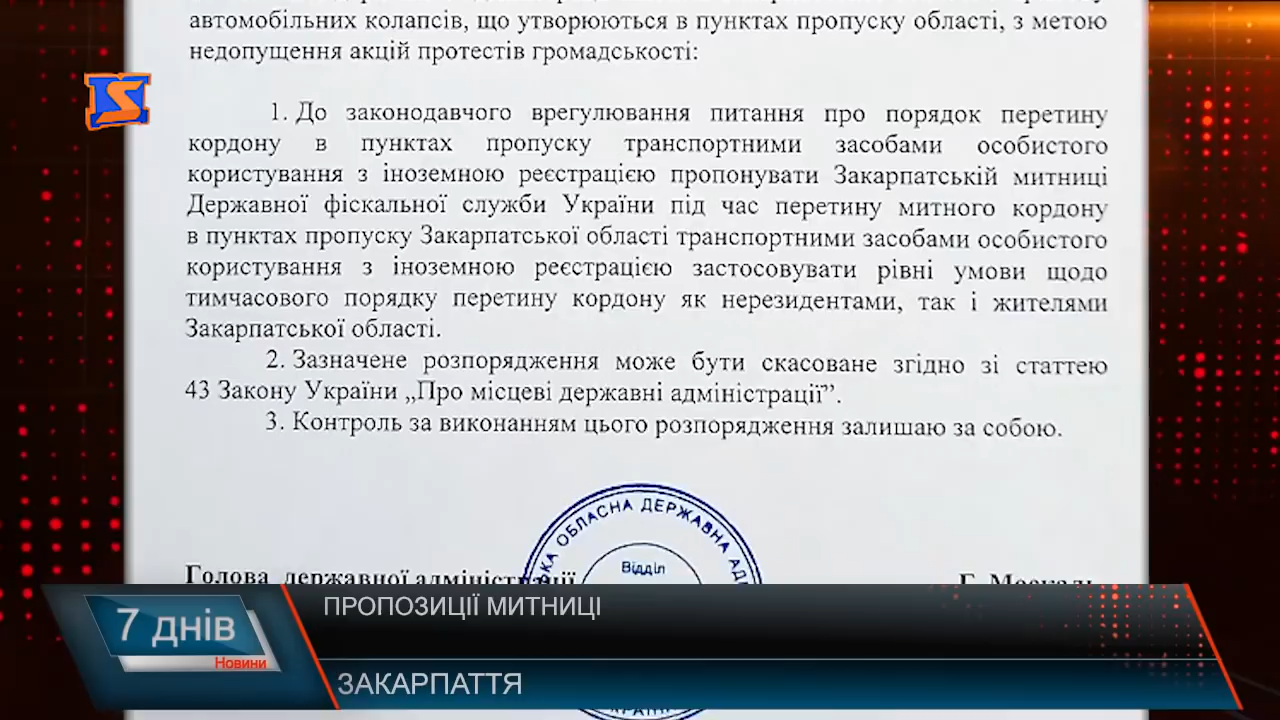 автомобільних колапсів, що утворюються в пунктах пропуску області, з метою
недопущення акцій протестів громадськості:
1. До законодавчого врегулювання питання про порядок перетину
кордону в пунктах пропуску транспортними засобами особистого
користування з іноземною реєстрацією пропонувати Закарпатській митниці
Державної фіскальної служби України під час перетину митного кордону
в пунктах пропуску Закарпатської області транспортними засобами особистого
користування з іноземною реєстрацією застосовувати рівні умови щодо
тимчасового порядку перетину кордону як нерезидентами, так і жителями
Закарпатської області.
2. Зазначене розпорядження може бути скасоване згідно зі статтею
43 Закону України „Про місцеві державні адміністрації”.
3. Контроль за виконанням цього розпорядження залишаю за собою.
ОБЛАСНА ДЕРЖАВНА
Відділ
Голова державної адміністрації
Г.
ПРОПОЗИЦІЇ МИТНИЦІ
7 днів
Новини
ЗАКАРПАТТЯ